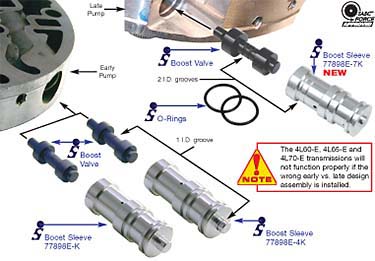 Late
Pump
Boost Valve
Boost Sleeve
77898E-7K
NEW
2 I.D. grooves
Early
Pump
O-Rings
1 I.D. groove
Boost
Valve
NOTE
The 4L60-E, 4L65-E and
4L70-E transmissions will
not function properly if the
wrong early vs. late design
assembly is installed.
Boost Sleeve
77898E-K
Boost Sleeve
77898E-4K